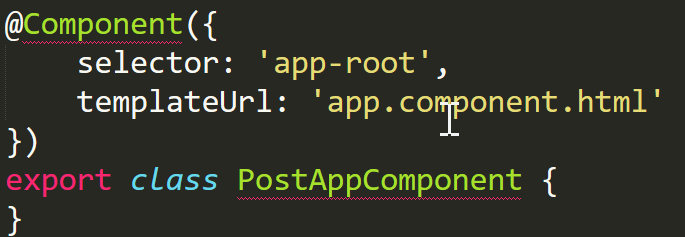 @Component({
    selector: 'app-root',
    templateUrl: 'app.component.html'
})
export class PostAppComponent {
}